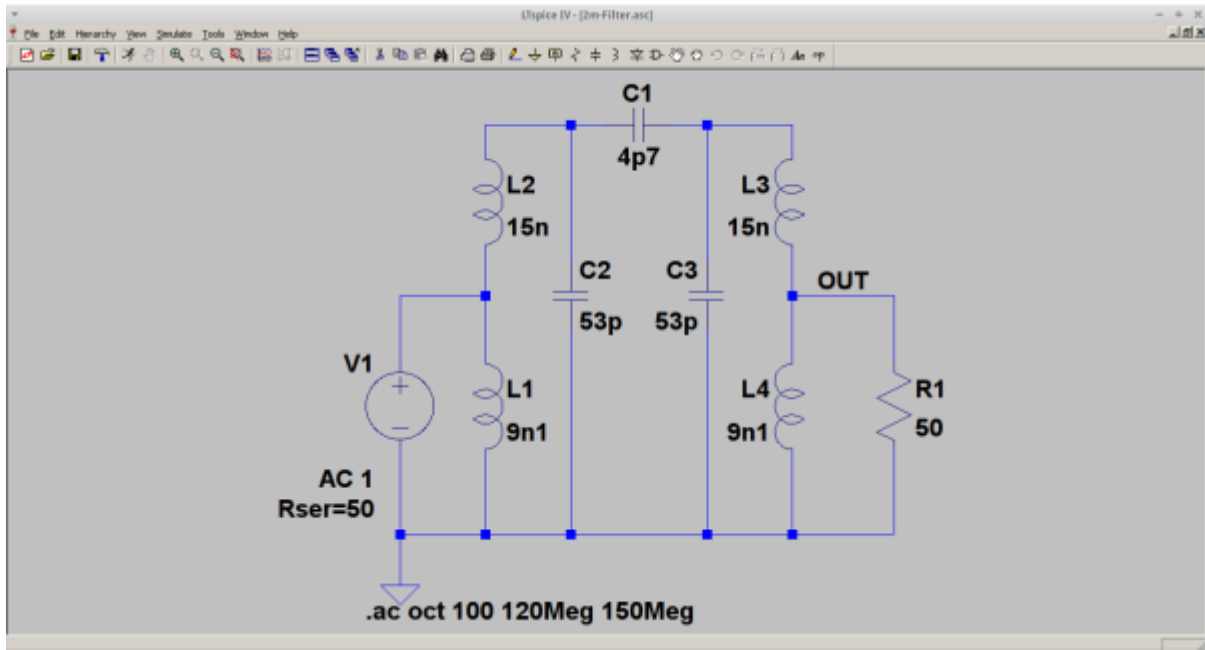 LTspice IV - [2m-Filter.asc]
File Edit Hierarchy View Simulate Tools Window Help
C1
4p7
L2
15n
L3
15n
C2
53p
C3
53p
OUT
V1
L1
9n1
L4
9n1
R1
50
AC 1
Rser=50
.ac oct 100 120Meg 150Meg